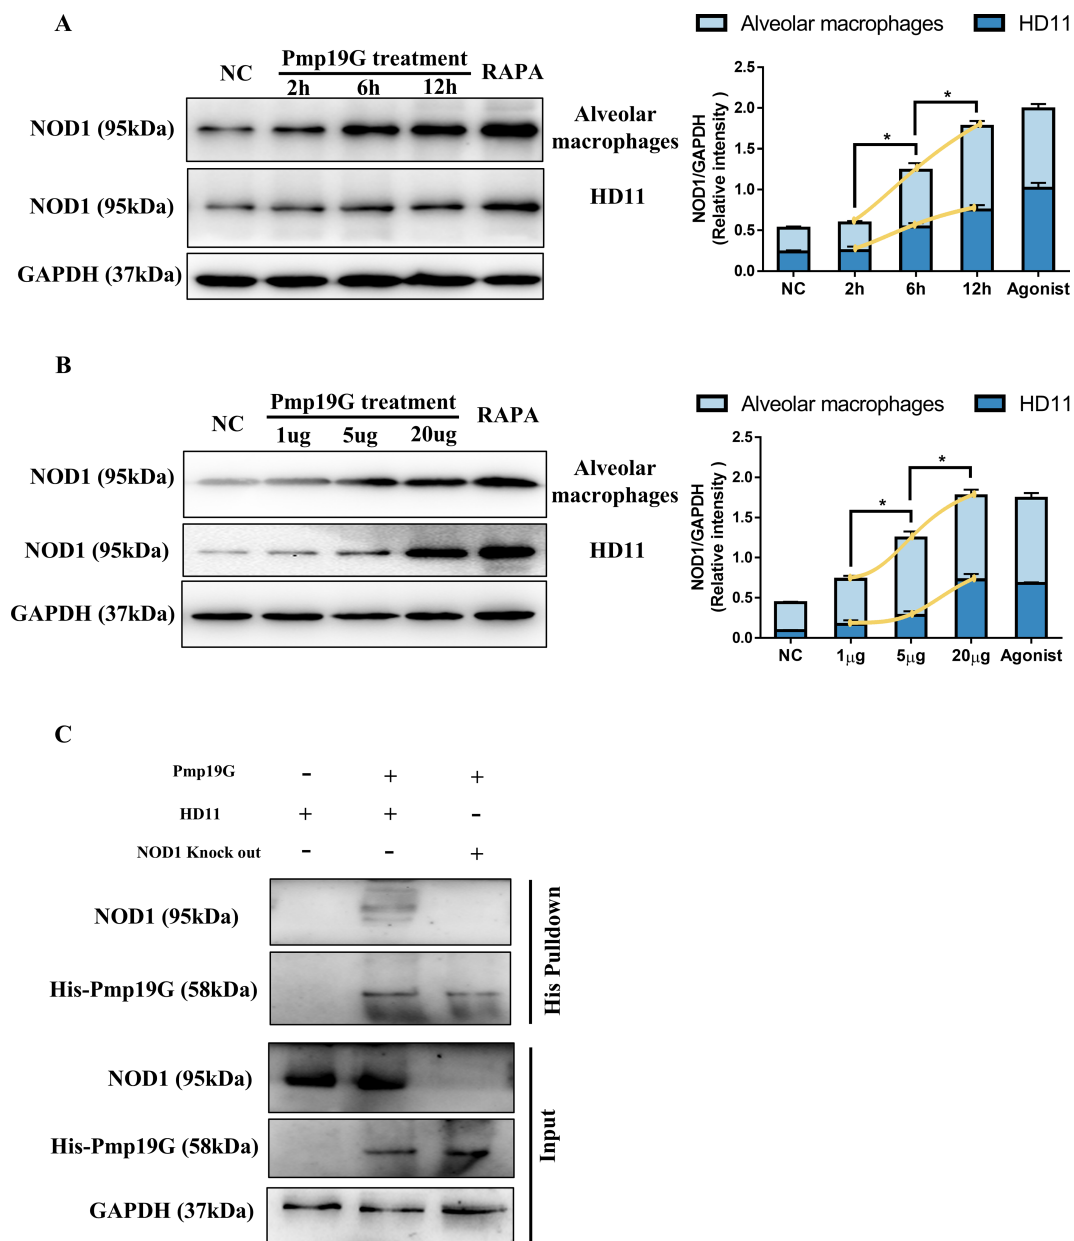 A
NC
Pmp19G treatment
2h 6h 12h
RAPA
NOD1 (95kDa)
Alveolar
macrophages
NOD1 (95kDa)
HD11
GAPDH (37kDa)
Alveolar macrophages HD11
NOD1/GAPDH
(Relative intensity)
2.5
2.0
1.5
1.0
0.5
0.0
* *
NC 2h 6h 12h Agonist
B
NC
Pmp19G treatment
1ug 5ug 20ug
RAPA
NOD1 (95kDa)
Alveolar
macrophages
NOD1 (95kDa)
HD11
GAPDH (37kDa)
Alveolar macrophages HD11
NOD1/GAPDH
(Relative intensity )
2.5
2.0
1.5
1.0
0.5
0.0
* *
NC 1μg 5μg 20μg Agonist
C
Pmp19G - + +
HD11 + + -
NOD1 Knock out - - +
NOD1 (95kDa)
His-Pmp19G (58kDa)
His Pulldown
NOD1 (95kDa)
His-Pmp19G (58kDa)
GAPDH (37kDa)
Input